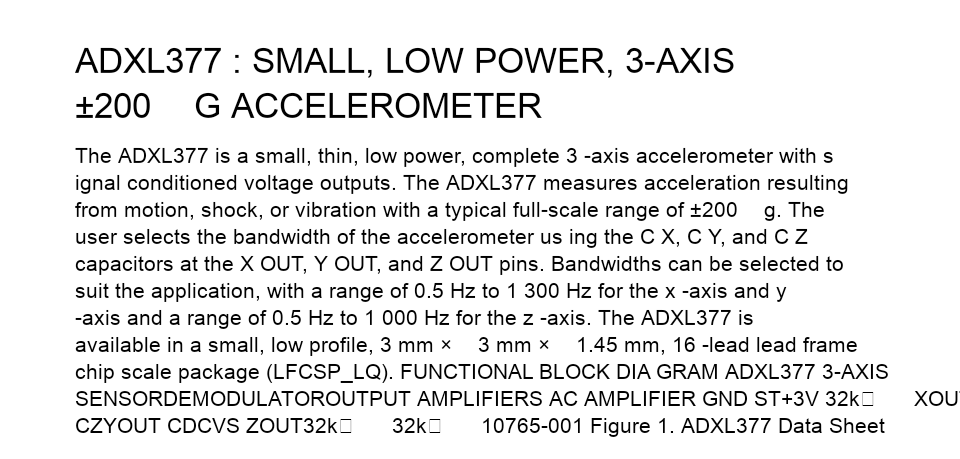 ADXL377 : SMALL, LOW POWER, 3-AXIS
±200 G ACCELEROMETER
The ADXL377 is a small, thin, low power, complete 3 -axis accelerometer with s
ignal conditioned voltage outputs. The ADXL377 measures acceleration resulting
from motion, shock, or vibration with a typical full-scale range of ±200 g. The
user selects the bandwidth of the accelerometer us ing the C X, C Y, and C Z
capacitors at the X OUT, Y OUT, and Z OUT pins. Bandwidths can be selected to
suit the application, with a range of 0.5 Hz to 1 300 Hz for the x -axis and y
-axis and a range of 0.5 Hz to 1 000 Hz for the z -axis. The ADXL377 is
available in a small, low profile, 3 mm × 3 mm × 1.45 mm, 16 -lead lead frame
chip scale package (LFCSP_LQ). FUNCTIONAL BLOCK DIA GRAM ADXL377 3-AXIS
SENSORDEMODULATOROUTPUT AMPLIFIERS AC AMPLIFIER GND ST+3V 32k□
CZYOUT CDCVS ZOUT32k□ 32k□ 10765-001 Figure 1. ADXL377 Data Sheet